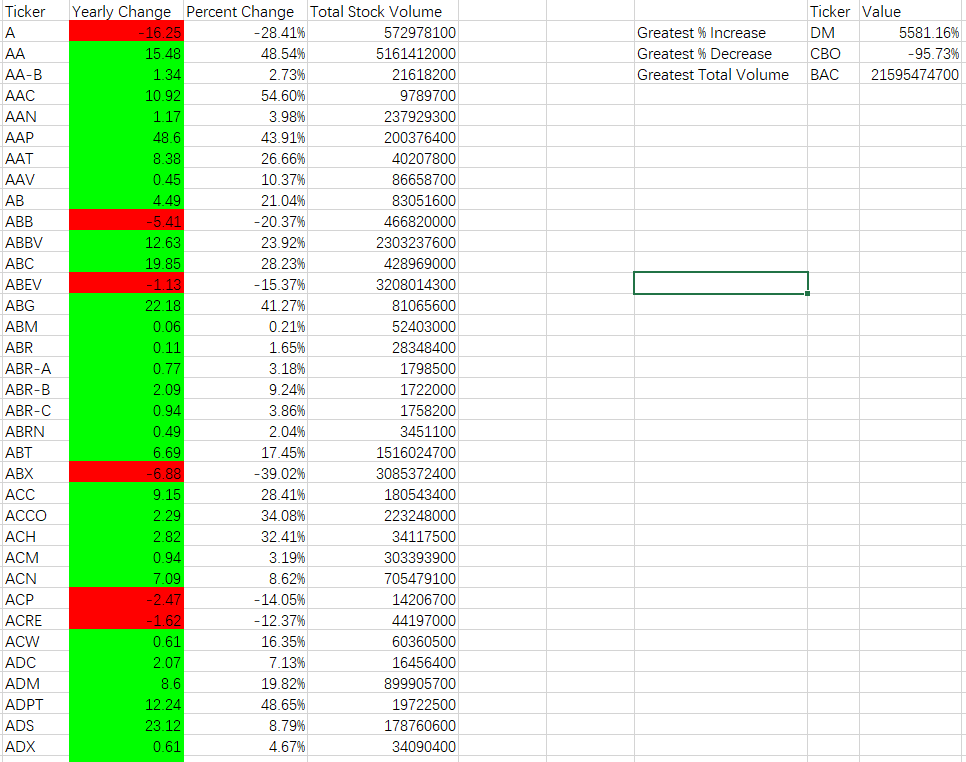 Ticker Yearly Change Percent Change Total Stock Volume Ticker Value
A -16.25 -28.41% 572978100 Greatest % Increase DM 5581.16%
AA 15.48 48.54% 5161412000 Greatest % Decrease CBO -95.73%
AA-B 1.34 2.73% 21618200 Greatest Total Volume BAC 21595474700
AAC 10.92 54.60% 9789700
AAN 1.17 3.98% 237929300
AAP 48.6 43.91% 200376400
AAT 8.38 26.66% 40207800
AAV 0.45 10.37% 86658700
AB 4.49 21.04% 83051600
ABB -5.41 -20.37% 466820000
ABBV 12.63 23.92% 2303237600
ABC 19.85 28.23% 428969000
ABEV -1.13 -15.37% 3208014300
ABG 22.18 41.27% 81065600
ABM 0.06 0.21% 52403000
ABR 0.11 1.65% 28348400
ABR-A 0.77 3.18% 1798500
ABR-B 2.09 9.24% 1722000
ABR-C 0.94 3.86% 1758200
ABRN 0.49 2.04% 3451100
ABT 6.69 17.45% 1516024700
ABX -6.88 -39.02% 3085372400
ACC 9.15 28.41% 180543400
ACCO 2.29 34.08% 223248000
ACH 2.82 32.41% 34117500
ACM 0.94 3.19% 303393900
ACN 7.09 8.62% 705479100
ACP -2.47 -14.05% 14206700
ACRE -1.62 -12.37% 44197000
ACW 0.61 16.35% 60360500
ADC 2.07 7.13% 16456400
ADM 8.6 19.82% 899905700
ADPT 12.24 48.65% 19722500
ADS 23.12 8.79% 178760600
ADX 0.61 4.67% 34090400